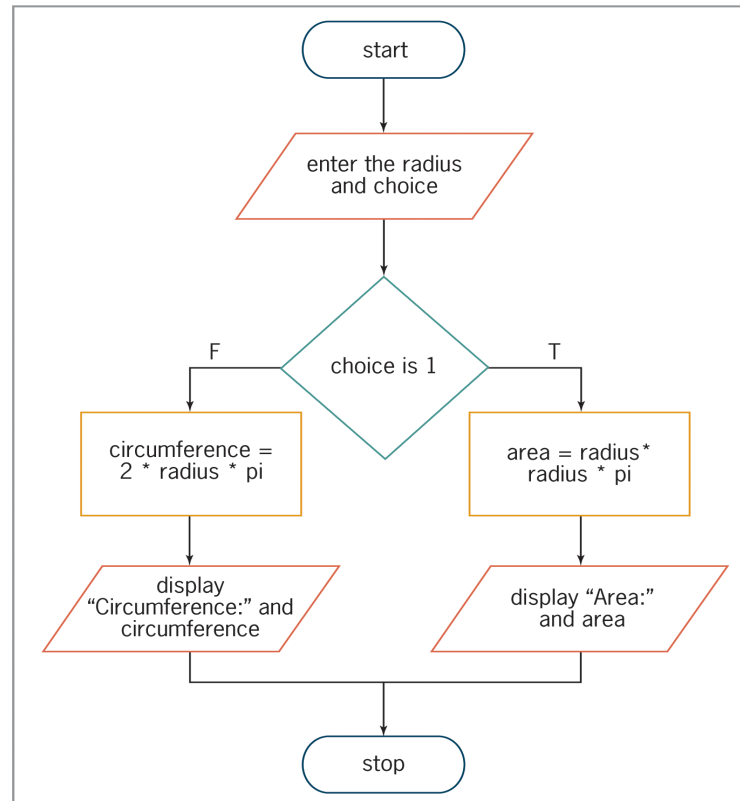 start
enter the radius
and choice
choice is 1
F
T
circumference =
2 * radius * pi
area = radius*
radius * pi
display
“Circumference:” and
circumference
display “Area:”
and area
stop